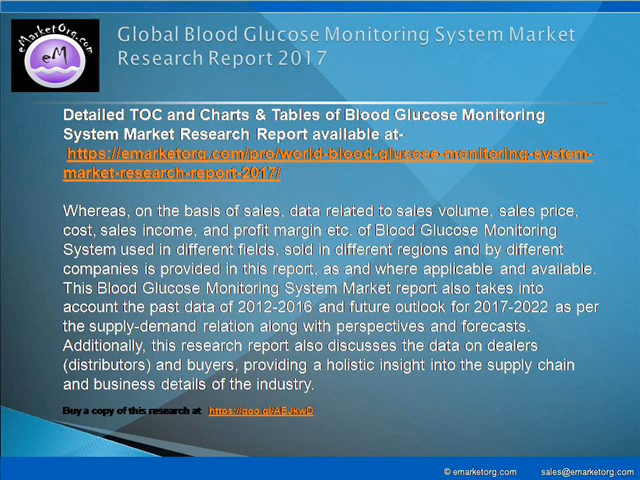 eMarketOrg.com
eM
Global Blood Glucose Monitoring System Market
Research Report 2017
Detailed TOC and Charts & Tables of Blood Glucose Monitoring
System Market Research Report available at-
https://emarketorg.com/pro/world-blood-glucose-monitoring-system-
market-research-report-2017/
Whereas, on the basis of sales, data related to sales volume, sales price,
cost, sales income, and profit margin etc. of Blood Glucose Monitoring
System used in different fields, sold in different regions and by different
companies is provided in this report, as and where applicable and available.
This Blood Glucose Monitoring System Market report also takes into
account the past data of 2012-2016 and future outlook for 2017-2022 as per
the supply-demand relation along with perspectives and forecasts.
Additionally, this research report also discusses the data on dealers
(distributors) and buyers, providing a holistic insight into the supply chain
and business details of the industry.
Buy a copy of this research at https://goo.gl/AEJkwD
© emarketorg.com sales@emarketorg.com